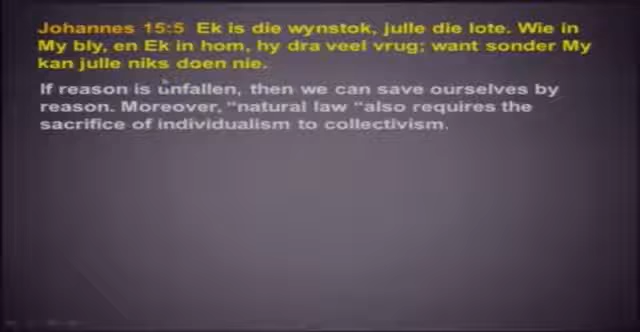 Johannes 15:5 Ek is die wynstok, julle die lote. Wie in
My bly, en Ek in hom, hy dra veel vrug; want sonder My
kan julle niks doen nie.
If reason is unfallen, then we can save ourselves by
reason. Moreover, "natural law "also requires the
sacrifice of individualism to collectivism.